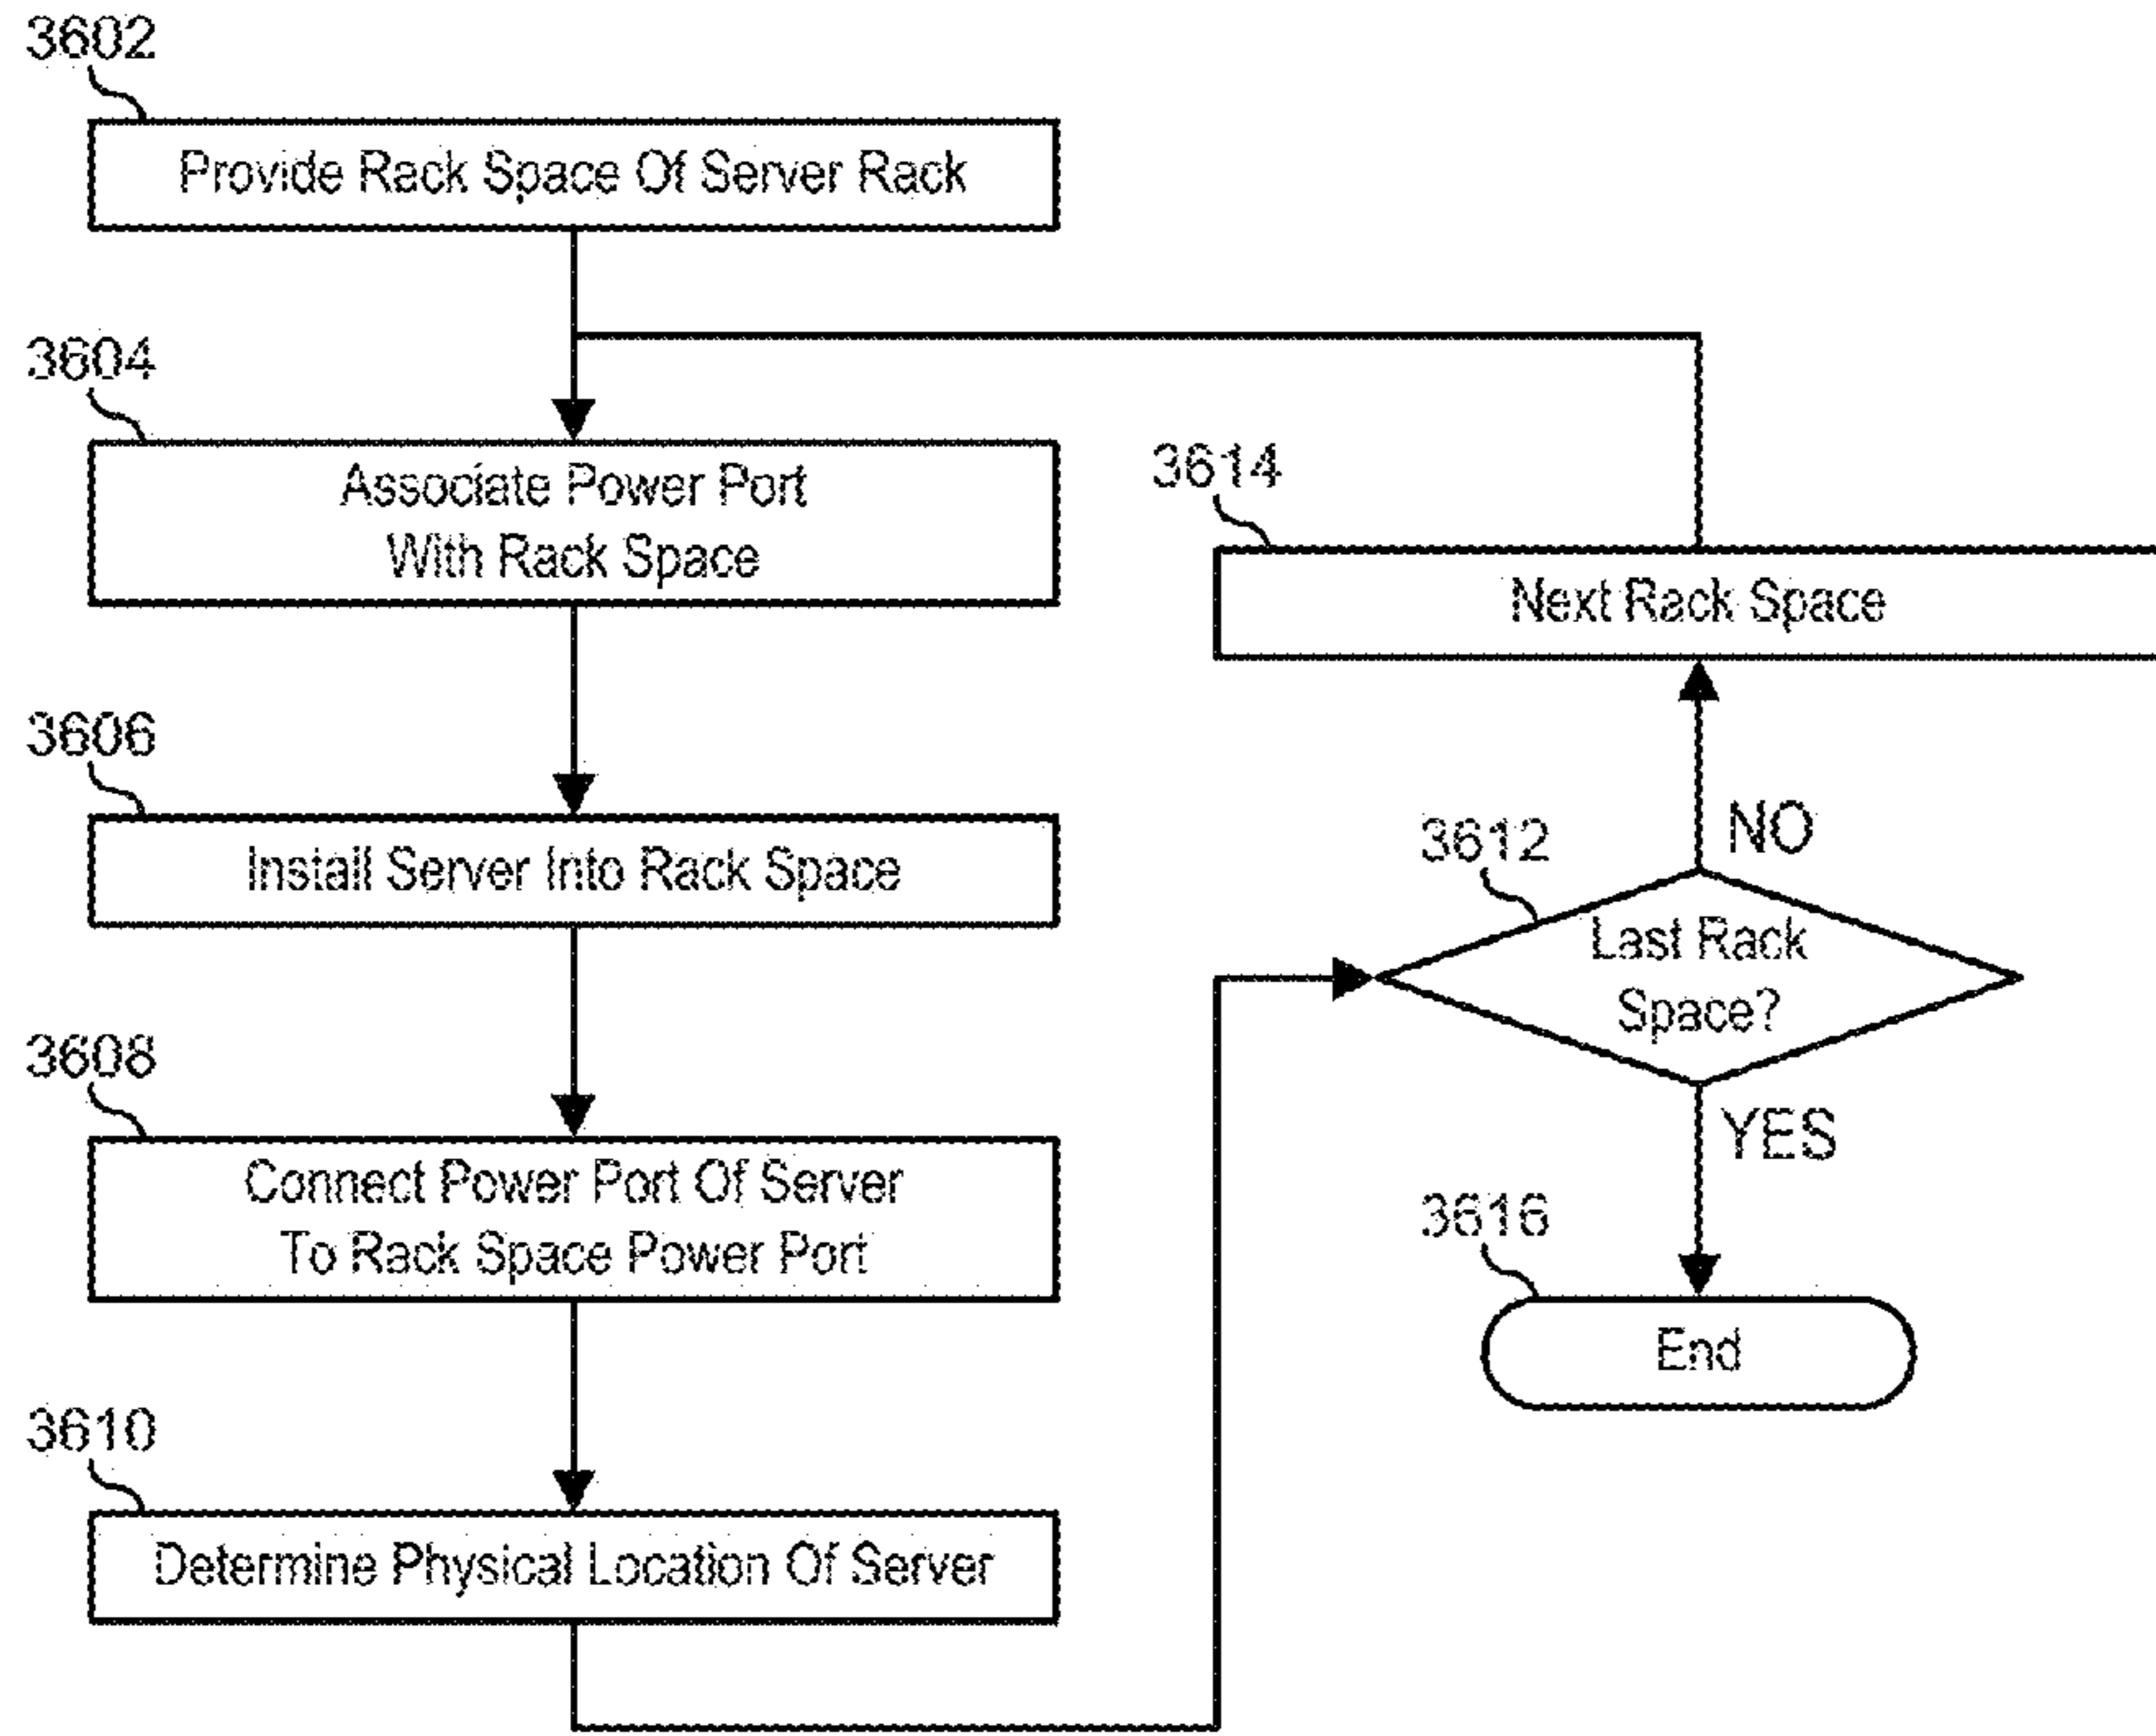 3602
Provide Rack Space Of Server Rack
3604
Associate Power Port
With Rack Space
3606
Install Server Into Rack Space
3608
Connect Power Port Of Server
To Rack Space Power Port
3610
Determine Physical Location Of Server
3614
Next Rack Space
NO
3612
Last Rack
Space?
YES
3616
End